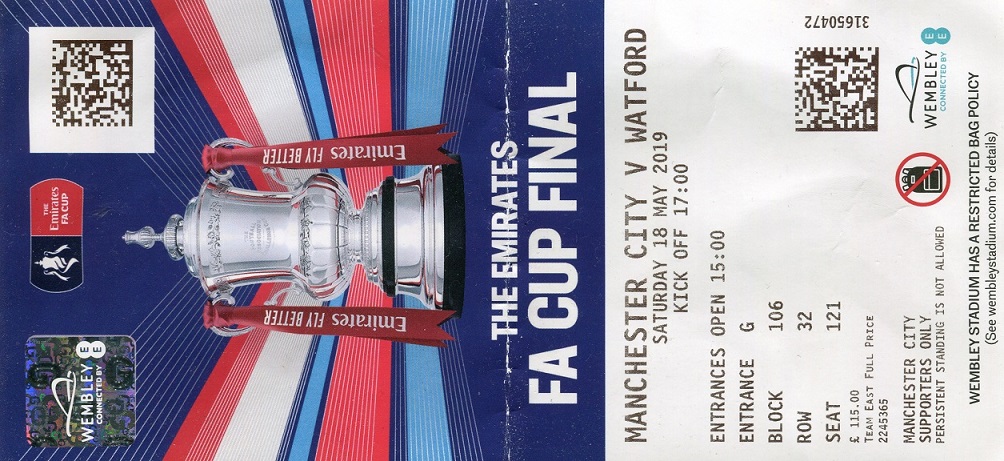 WEMBLEY
CONNECTED BY EE
THE
Emirates
FA CUP
Emirates FLY BETTER
Emirates FLY BETTER
THE EMIRATES
FA CUP FINAL
MANCHESTER CITY V WATFORD
SATURDAY 18 MAY 2019
KICK OFF 17:00
ENTRANCES OPEN 15:00
ENTRANCE G
BLOCK 106
ROW 32
SEAT 121
£ 115.00
TEAM EAST FULL PRICE
2245365
MANCHESTER CITY
SUPPORTERS ONLY
PERSISTENT STANDING IS NOT ALLOWED
31650472
WEMBLEY
CONNECTED BY EE
WEMBLEY STADIUM HAS A RESTRICTED BAG POLICY
(See wembleystadium.com for details)